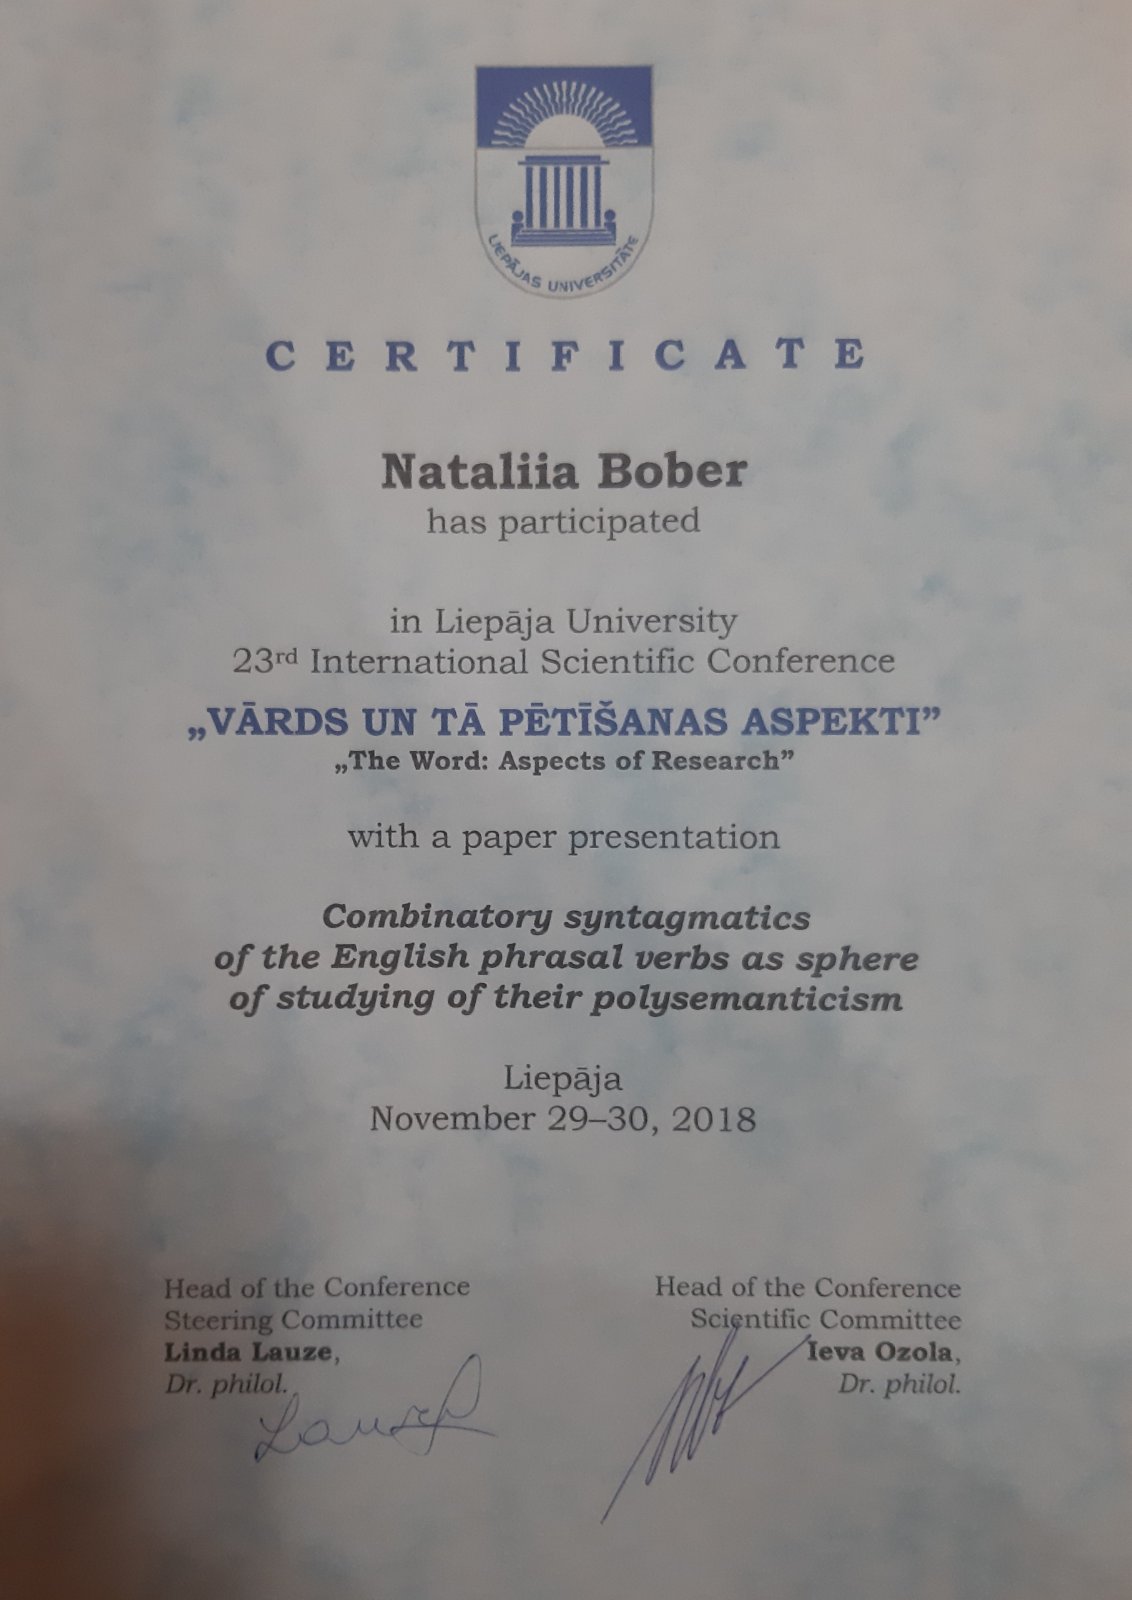 LIEPĀJAS UNIVERSITĀTE
CERTIFICATE
Nataliia Bober
has participated
in Liepāja University
23rd International Scientific Conference
„VĀRDS UN TĀ PĒTĪŠANAS ASPEKTI”
„The Word: Aspects of Research”
with a paper presentation
Combinatory syntagmatics
of the English phrasal verbs as sphere
of studying of their polysemanticism
Liepāja
November 29–30, 2018
Head of the Conference
Steering Committee
Linda Lauze,
Dr. philol.
Head of the Conference
Scientific Committee
Ieva Ozola,
Dr. philol.